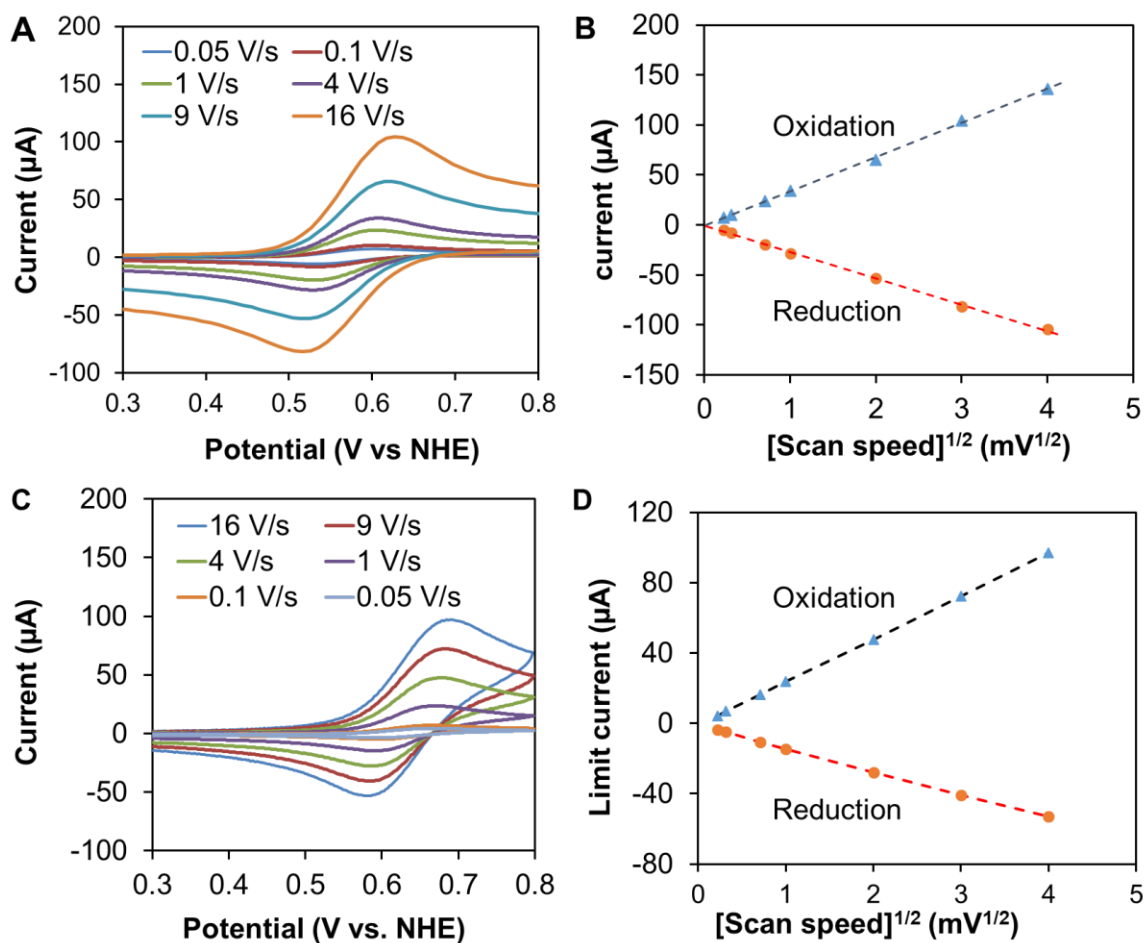 A
200
150
100
50
0
-50
-100
0.05 V/s 0.1 V/s
1 V/s 4 V/s
9 V/s 16 V/s
Current (µA)
0.3 0.4 0.5 0.6 0.7 0.8
Potential (V vs NHE)
B
200
150
100
50
0
-50
-100
-150
Oxidation
Reduction
current (µA)
0 1 2 3 4 5
[Scan speed]1/2 (mV1/2)
C
200
150
100
50
0
-50
-100
16 V/s 9 V/s
4 V/s 1 V/s
0.1 V/s 0.05 V/s
Current (µA)
0.3 0.4 0.5 0.6 0.7 0.8
Potential (V vs. NHE)
D
120
80
40
0
-40
-80
Oxidation
Reduction
Limit current (µA)
0 1 2 3 4 5
[Scan speed]1/2 (mV1/2)